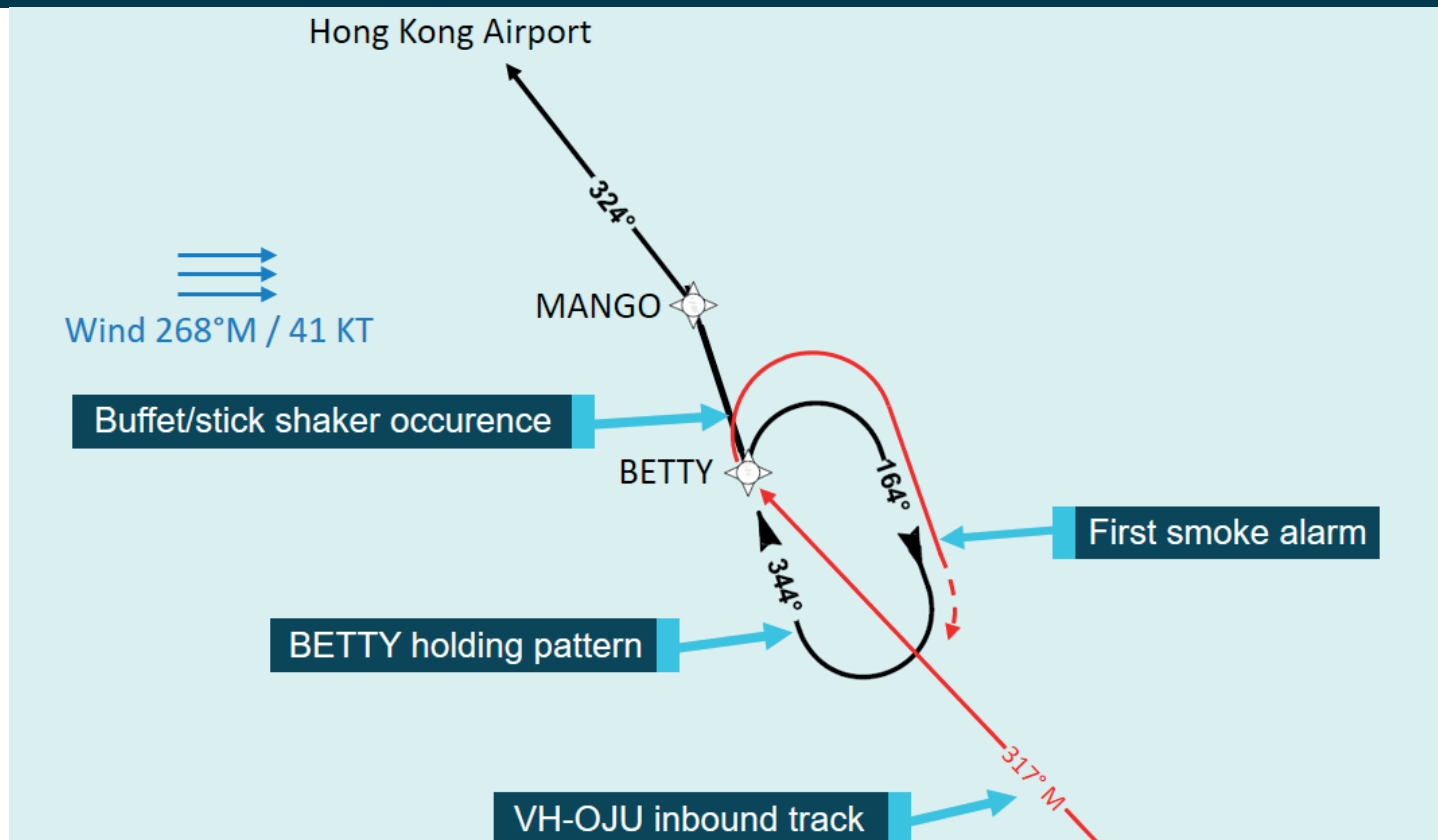 Hong Kong Airport
324°
Wind 268°M / 41 KT
MANGO
Buffet/stick shaker occurence
BETTY
164°
First smoke alarm
344°
BETTY holding pattern
317° M
VH-OJU inbound track